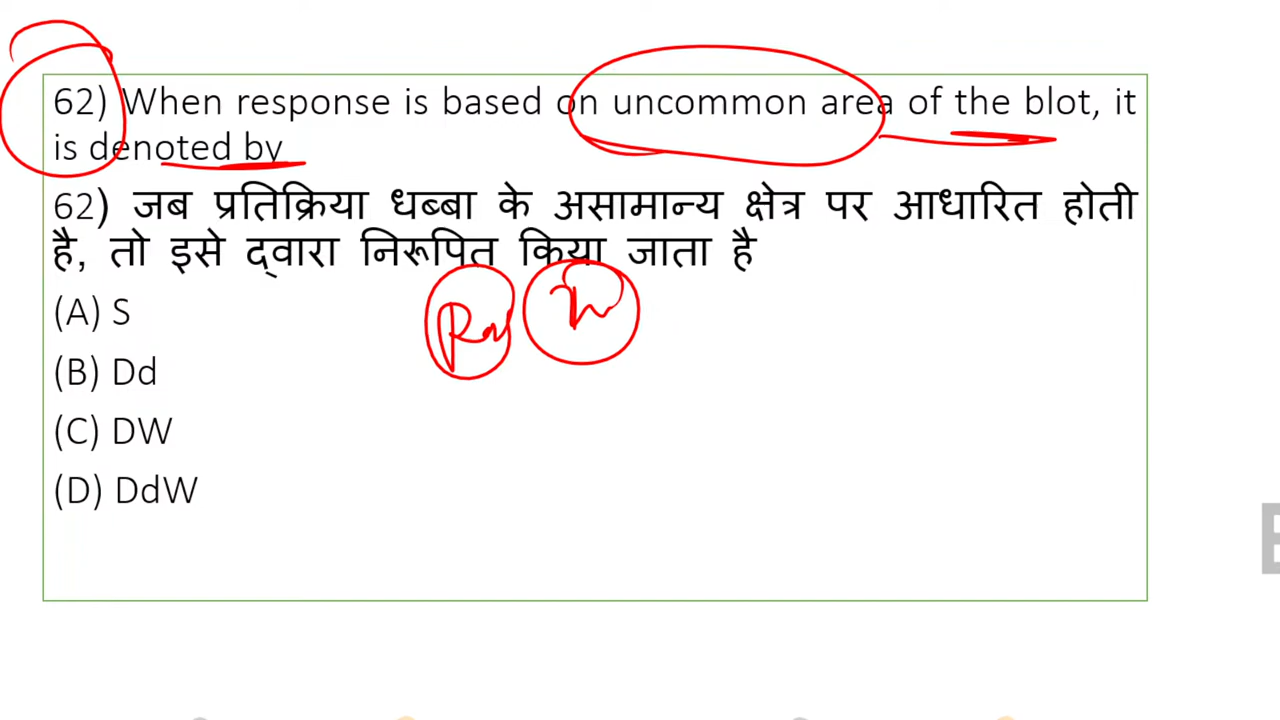 62) When response is based on uncommon area of the blot, it
is denoted by
62) जब प्रतिक्रिया धब्बा के असामान्य क्षेत्र पर आधारित होती
है, तो इसे द्वारा निरूपित किया जाता है
(A) S
(B) Dd
(C) DW
(D) DdW